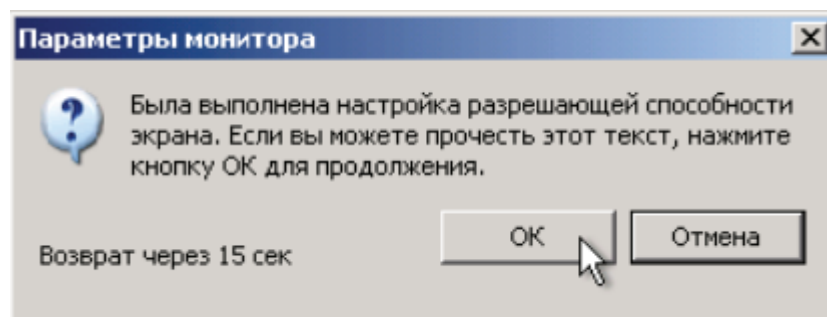 Параметры монитора
Была выполнена настройка разрешающей способности
экрана. Если вы можете прочесть этот текст, нажмите
кнопку ОК для продолжения.
Возврат через 15 сек
ОК
Отмена